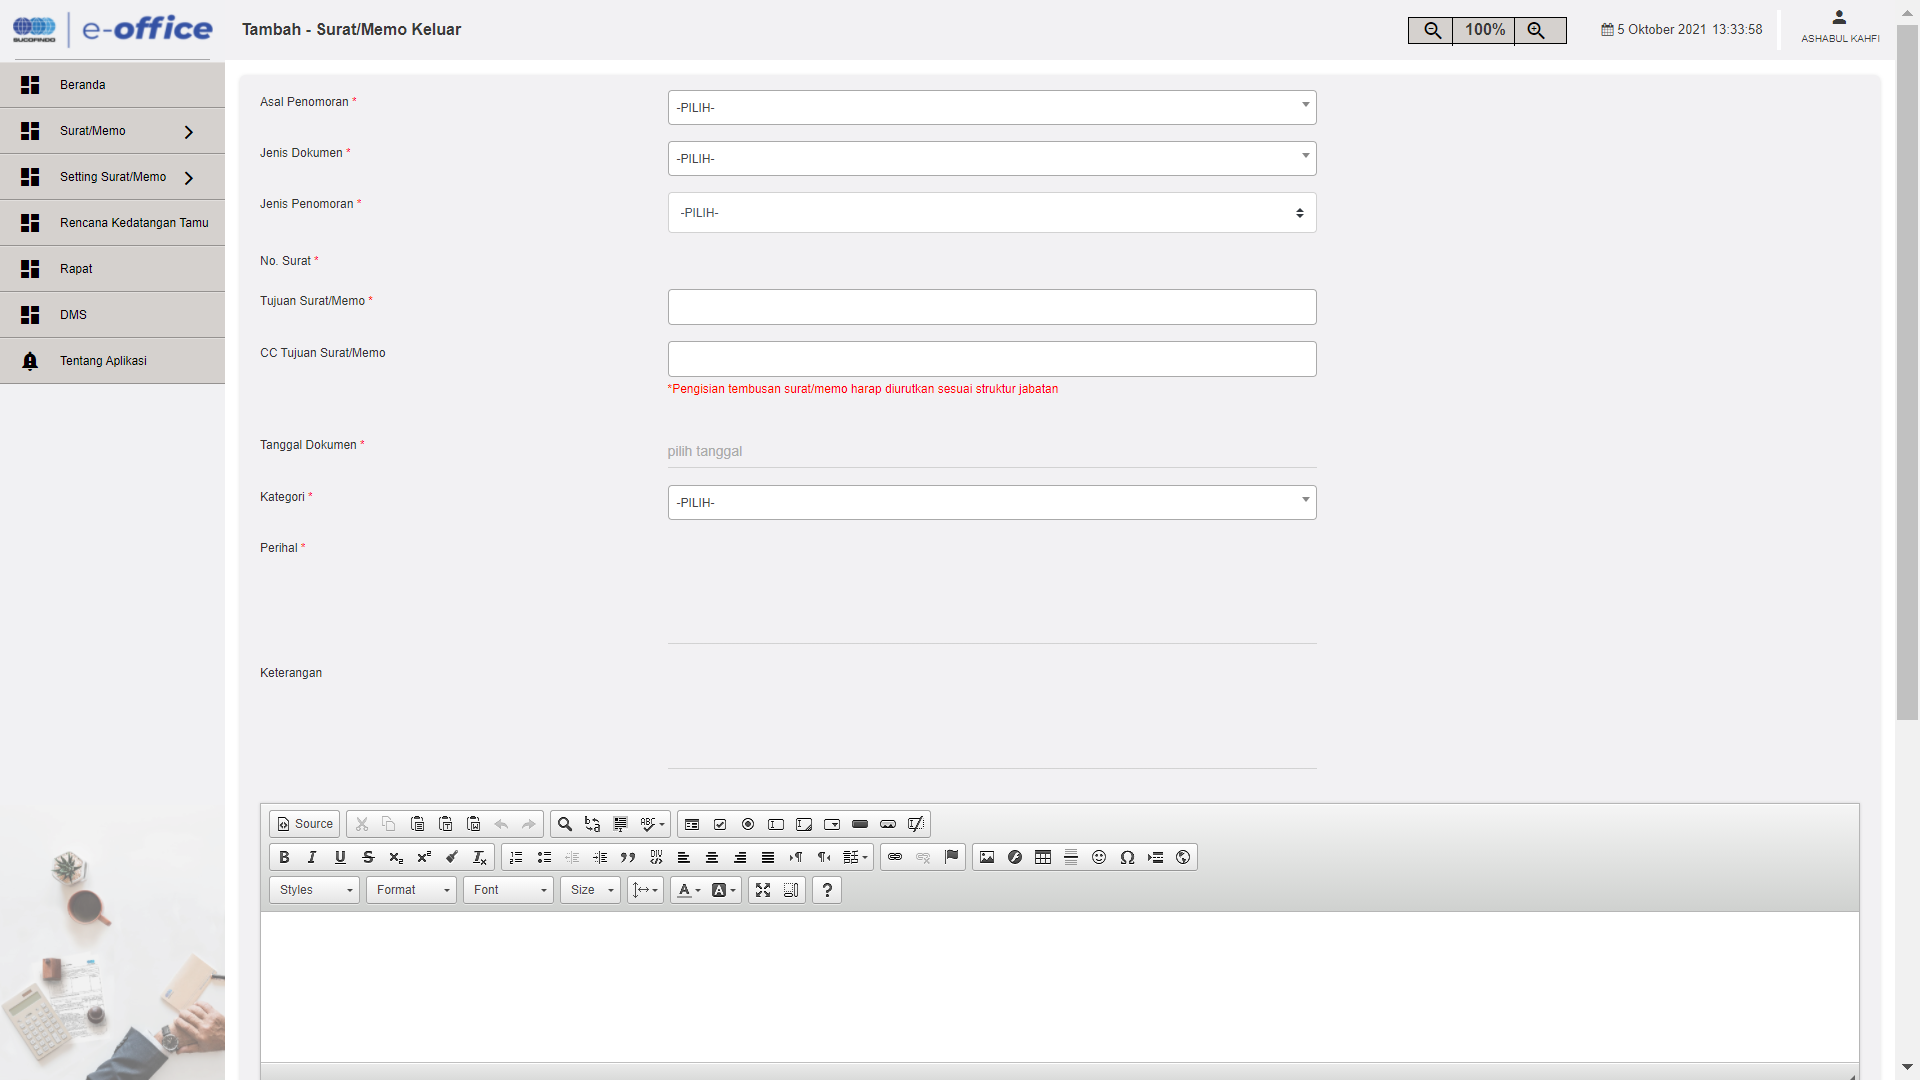 SUCOFINDO e-office
Tambah - Surat/Memo Keluar
100%
5 Oktober 2021 13:33:58
ASHABUL KAHFI
Beranda
Surat/Memo
Setting Surat/Memo
Rencana Kedatangan Tamu
Rapat
DMS
Tentang Aplikasi
Asal Penomoran *
-PILIH-
Jenis Dokumen *
-PILIH-
Jenis Penomoran *
-PILIH-
No. Surat *
Tujuan Surat/Memo *
CC Tujuan Surat/Memo
*Pengisian tembusan surat/memo harap diurutkan sesuai struktur jabatan
Tanggal Dokumen *
pilih tanggal
Kategori *
-PILIH-
Perihal *
Keterangan
Source
Styles Format Font Size